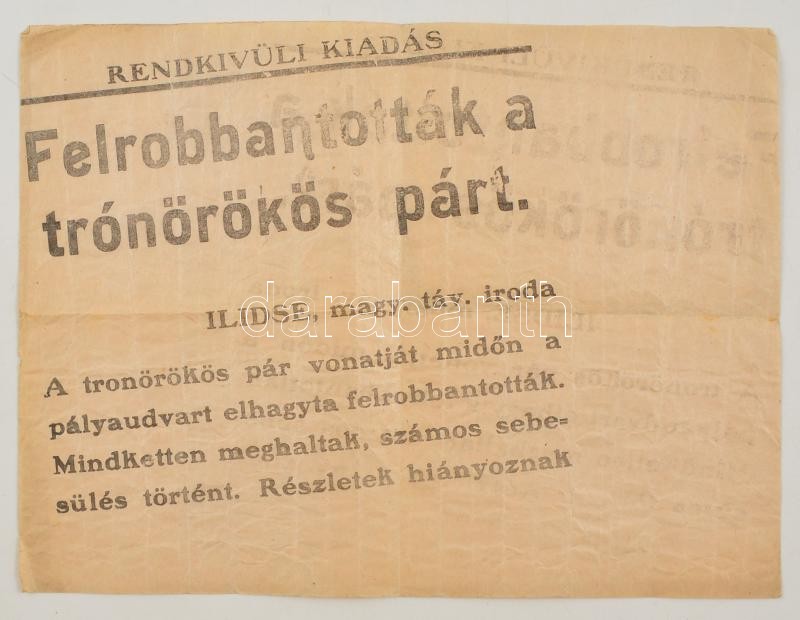 RENDKIVÜLI KIADÁS
Felrobbantották a
trónörökös párt.
ILIDSE, magy. táv. iroda
A tronörökös pár vonatját midőn a
pályaudvart elhagyta felrobbantották.
Mindketten meghaltak, számos sebe-
sülés történt. Részletek hiányoznak
darabanth